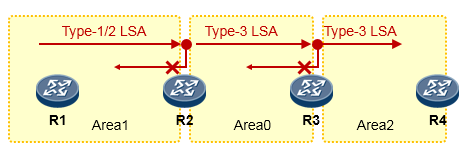 Type-1/2 LSA
Type-3 LSA
Type-3 LSA
R1
R2
R3
R4
Area1
Area0
Area2